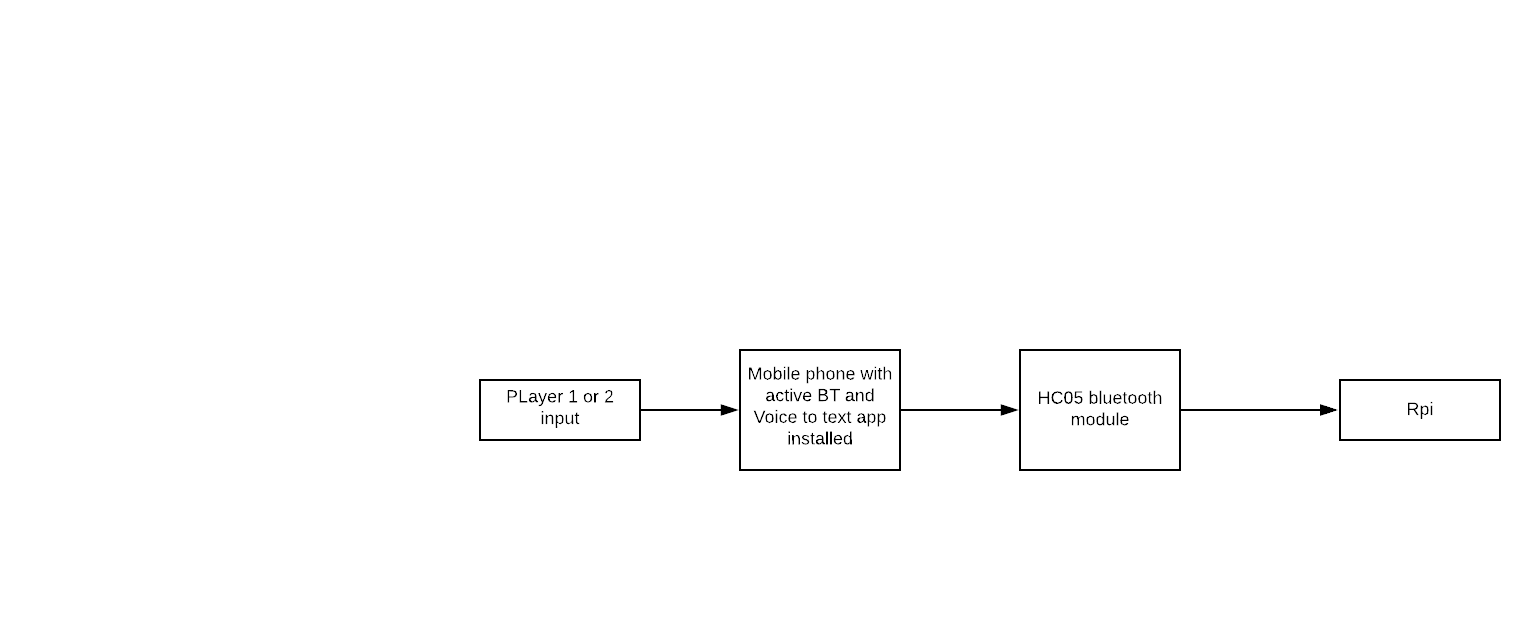 PLayer 1 or 2
input
Mobile phone with
active BT and
Voice to text app
installed
HC05 bluetooth
module
Rpi